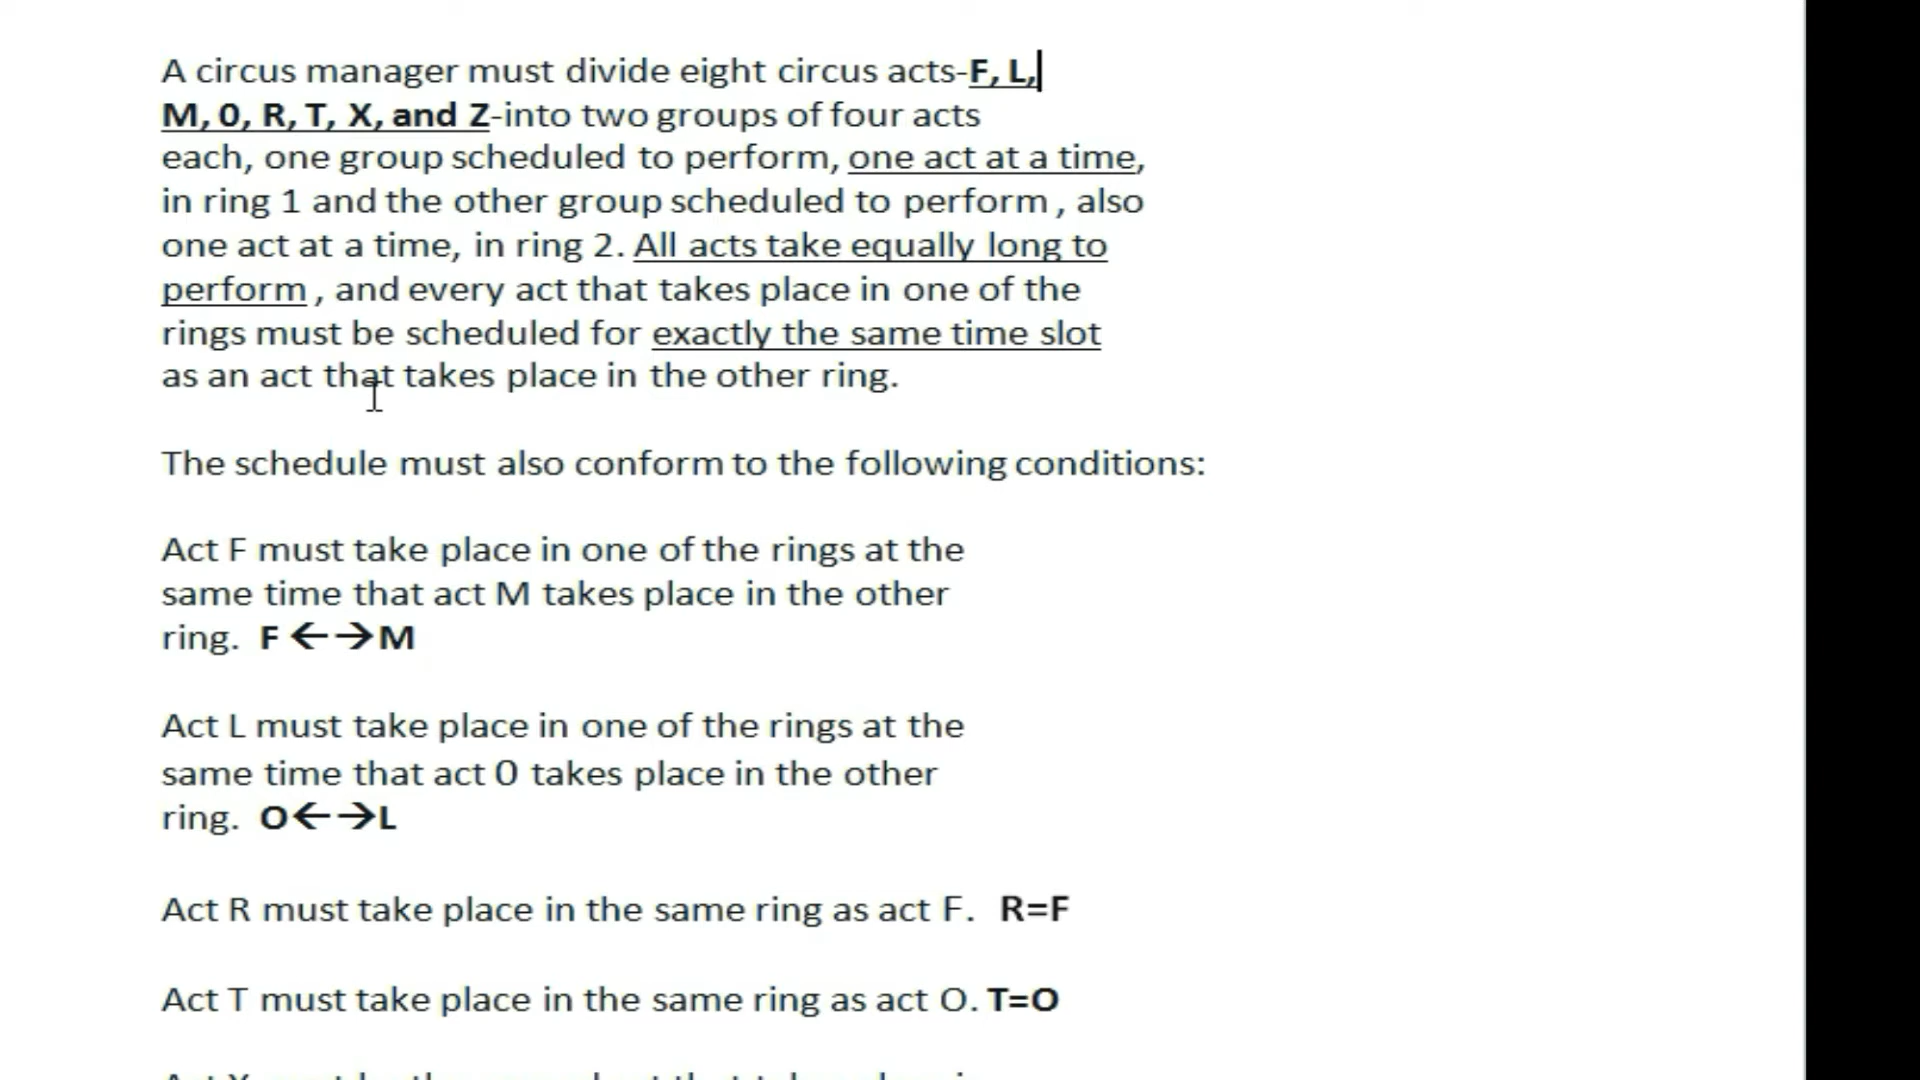 A circus manager must divide eight circus acts-F, L,
M, 0, R, T, X, and Z-into two groups of four acts
each, one group scheduled to perform, one act at a time,
in ring 1 and the other group scheduled to perform , also
one act at a time, in ring 2. All acts take equally long to
perform , and every act that takes place in one of the
rings must be scheduled for exactly the same time slot
as an act that takes place in the other ring.
The schedule must also conform to the following conditions:
Act F must take place in one of the rings at the
same time that act M takes place in the other
ring. F ←→M
Act L must take place in one of the rings at the
same time that act 0 takes place in the other
ring. O←→L
Act R must take place in the same ring as act F. R=F
Act T must take place in the same ring as act O. T=O